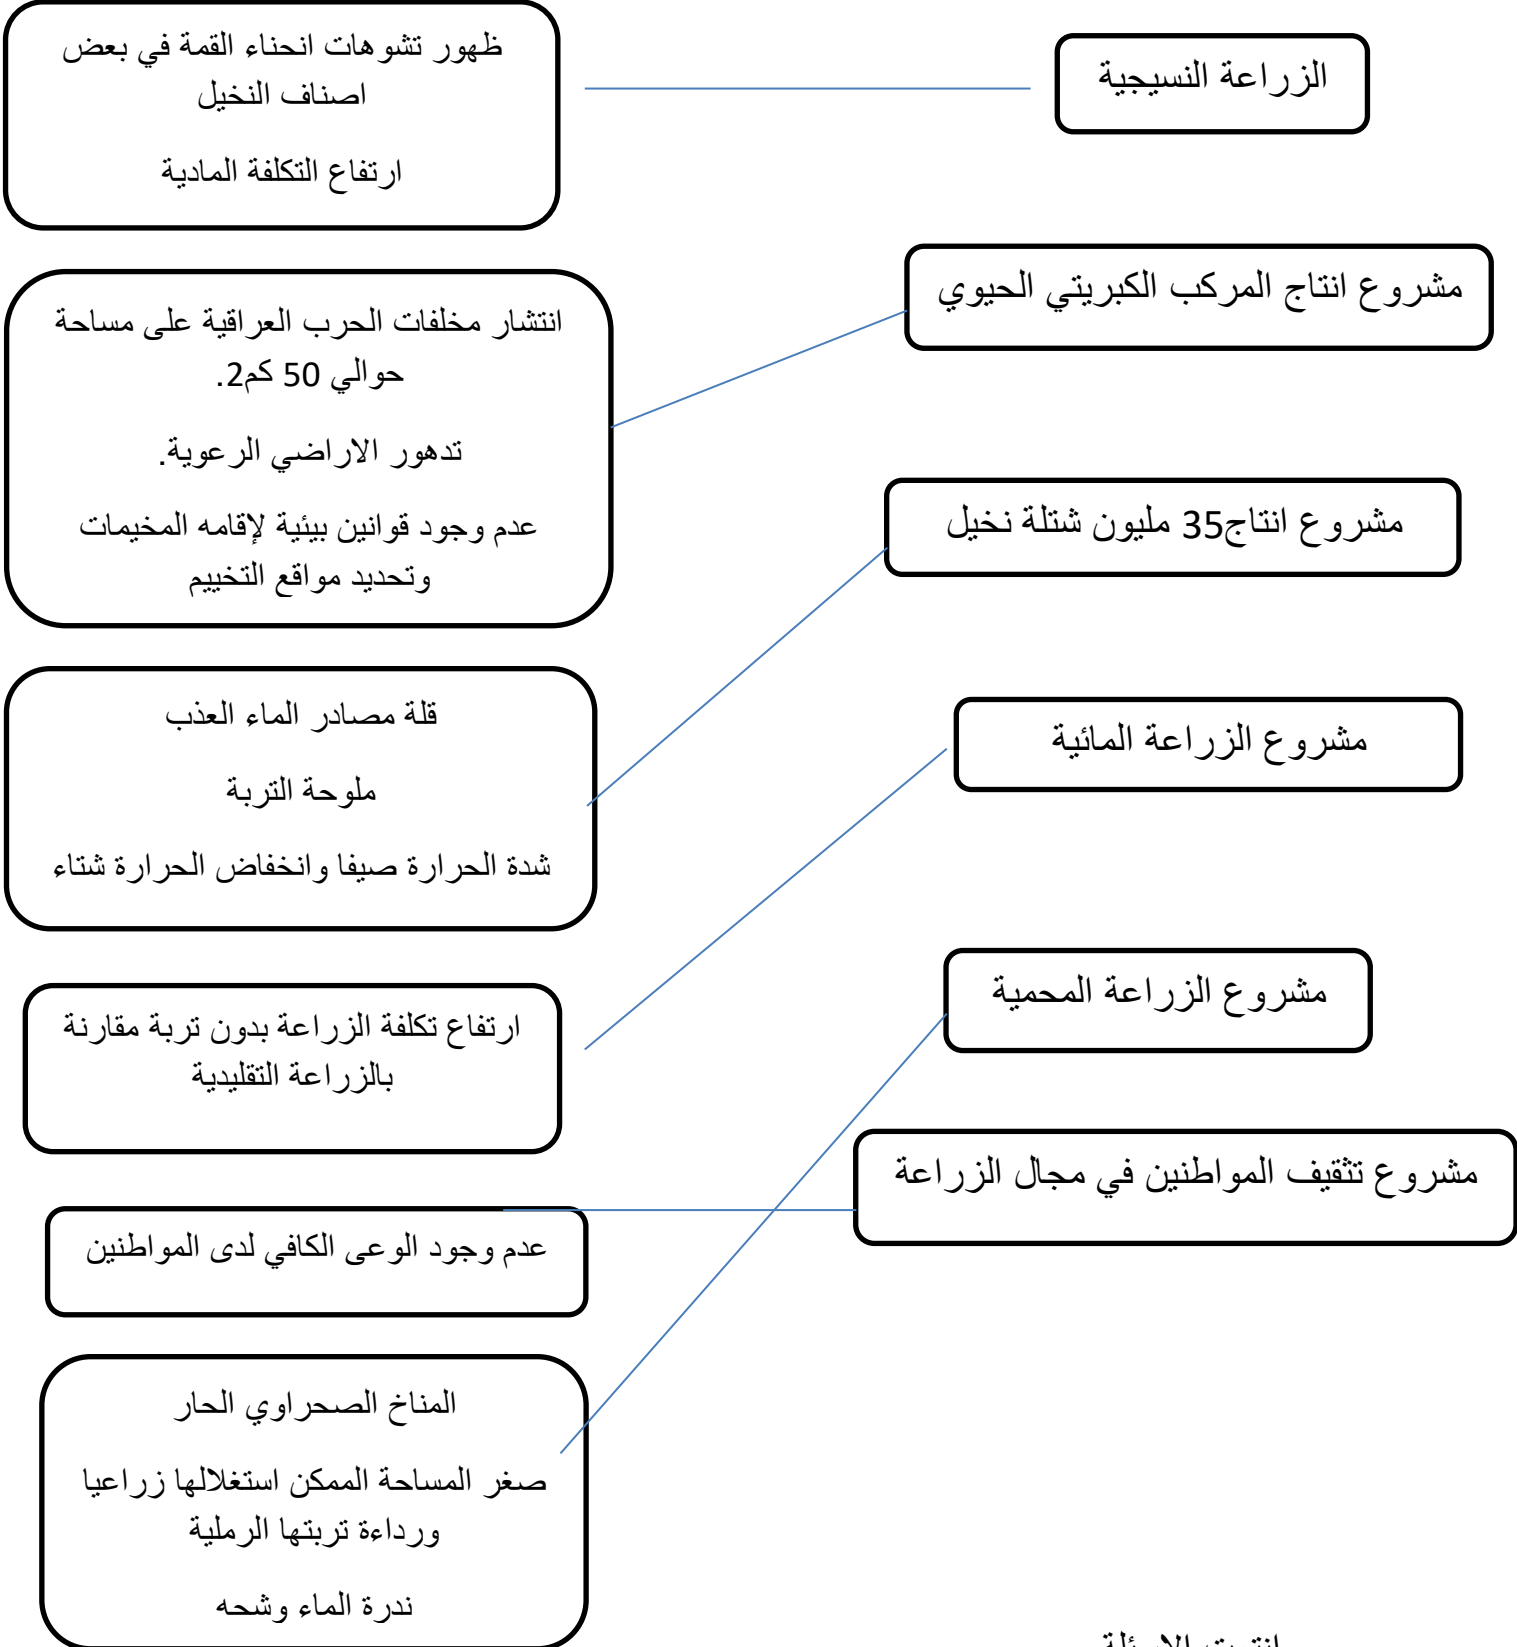 الزراعة النسيجية
ظهور تشوهات انحناء القمة في بعض
اصناف النخيل
ارتفاع التكلفة المادية
مشروع انتاج المركب الكبريتي الحيوي
انتشار مخلفات الحرب العراقية على مساحة
حوالي 50 كم2.
تدهور الاراضي الرعوية.
عدم وجود قوانين بيئية لإقامه المخيمات
وتحديد مواقع التخييم
مشروع انتاج35 مليون شتلة نخيل
قلة مصادر الماء العذب
ملوحة التربة
شدة الحرارة صيفا وانخفاض الحرارة شتاء
مشروع الزراعة المائية
مشروع الزراعة المحمية
ارتفاع تكلفة الزراعة بدون تربة مقارنة
بالزراعة التقليدية
مشروع تثقيف المواطنين في مجال الزراعة
عدم وجود الوعى الكافي لدى المواطنين
المناخ الصحراوي الحار
صغر المساحة الممكن استغلالها زراعيا
ورداءة تربتها الرملية
ندرة الماء وشحه